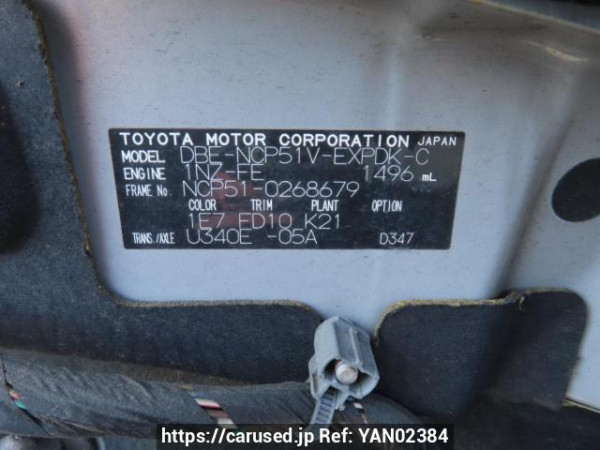 TOYOTA MOTOR CORPORATION JAPAN
MODEL DBE-NCP51V-EXPDK-C
ENGINE 1NZ-FE 1496 mL
FRAME No. NCP51-0268679
COLOR TRIM PLANT OPTION
1E7 FD10 K21
TRANS./AXLE U340E -05A D347
https://carused.jp Ref: YAN02384